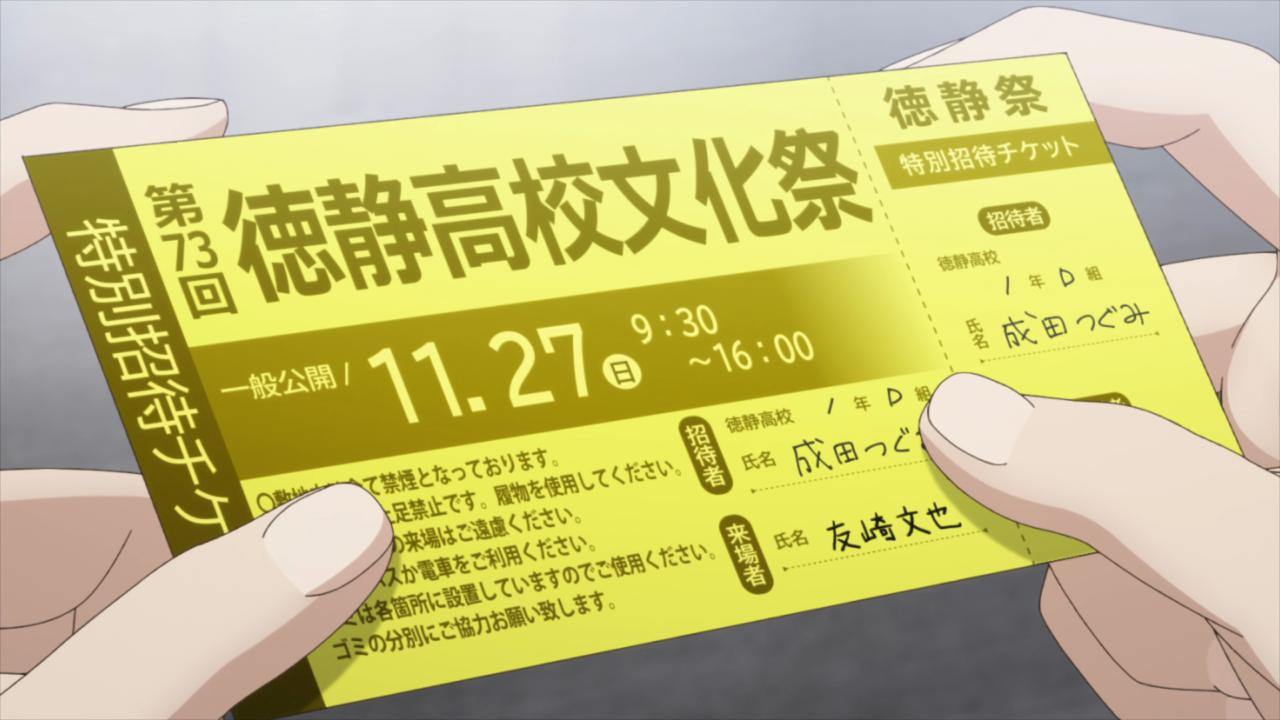 特別招待チケ
第73回
徳静高校文化祭
一般公開/ 11.27 日 9:30 ～16:00
て禁煙となっております。
土足禁止です。履物を使用してください。
の来場はご遠慮ください。
バスか電車をご利用ください。
は各箇所に設置していますのでご使用ください。
ゴミの分別にご協力お願い致します。
招待者
徳静高校 1年D組
氏名 成田つぐ
来場者
氏名 友崎文也
徳静祭
特別招待チケット
招待者
徳静高校
1年D組
氏名 成田つぐみ